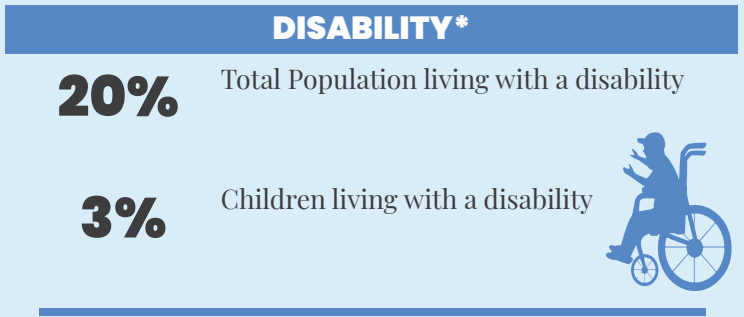 DISABILITY*
20% Total Population living with a disability
3% Children living with a disability